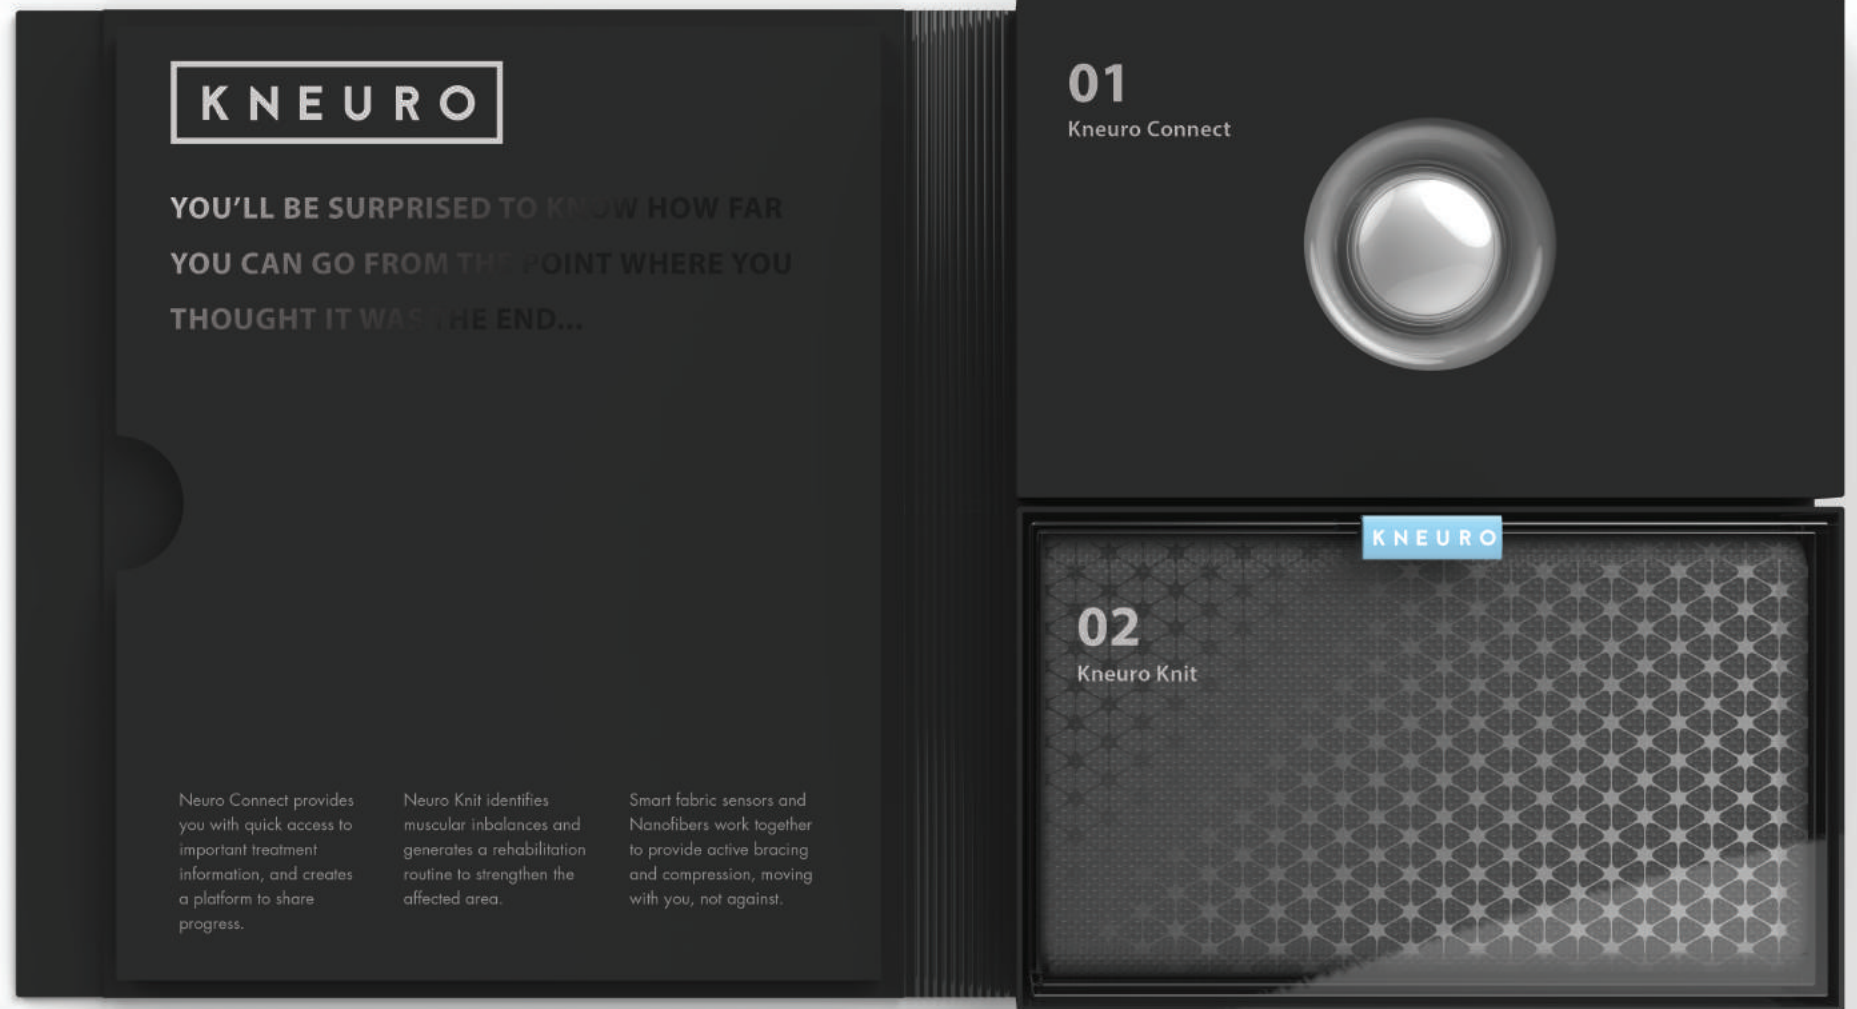 KNEURO
YOU'LL BE SURPRISED TO KNOW HOW FAR
YOU CAN GO FROM THE POINT WHERE YOU
THOUGHT IT WAS THE END...
Neuro Connect provides
you with quick access to
important treatment
information, and creates
a platform to share
progress.
Neuro Knit identifies
muscular inbalances and
generates a rehabilitation
routine to strengthen the
affected area.
Smart fabric sensors and
Nanofibers work together
to provide active bracing
and compression, moving
with you, not against.
01
Kneuro Connect
KNEURO
02
Kneuro Knit